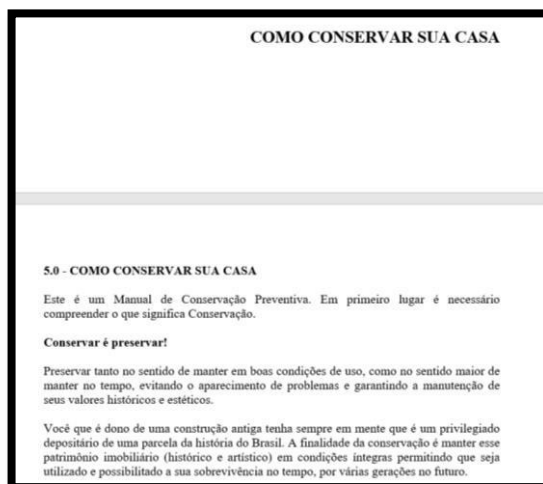 COMO CONSERVAR SUA CASA
5.0 - COMO CONSERVAR SUA CASA
Este é um Manual de Conservação Preventiva. Em primeiro lugar é necessário
compreender o que significa Conservação.
Conservar é preservar!
Preservar tanto no sentido de manter em boas condições de uso, como no sentido maior de
manter no tempo, evitando o aparecimento de problemas e garantindo a manutenção de
seus valores históricos e estéticos.
Você que é dono de uma construção antiga tenha sempre em mente que é um privilegiado
depositário de uma parcela da história do Brasil. A finalidade da conservação é manter esse
patrimônio imobiliário (histórico e artístico) em condições íntegras permitindo que seja
utilizado e possibilitado a sua sobrevivência no tempo, por várias gerações no futuro.